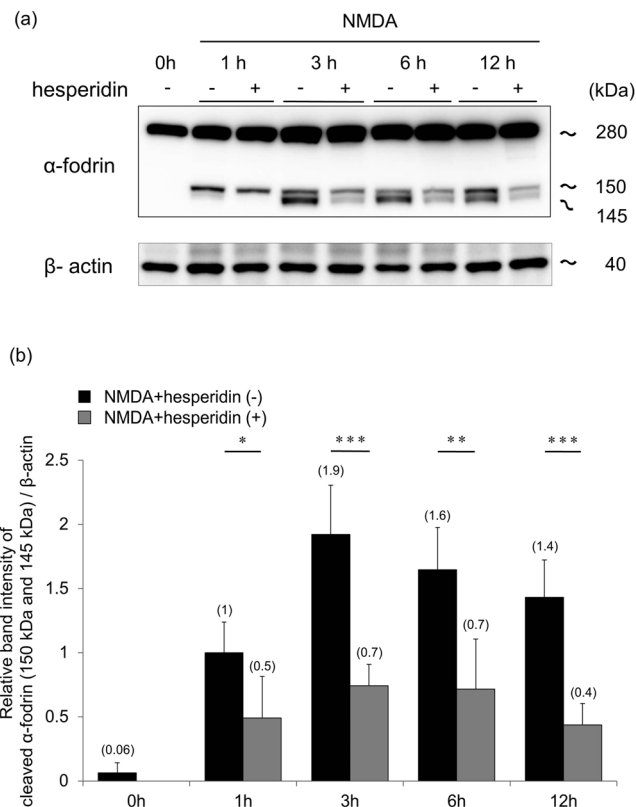 (a)
NMDA
0h 1 h 3 h 6 h 12 h
hesperidin - - + - + - + - + (kDa)
α-fodrin
~ 280
~ 150
~ 145
β- actin ~ 40
(b)
NMDA+hesperidin (-)
NMDA+hesperidin (+)
Relative band intensity of
cleaved α-fodrin (150 kDa and 145 kDa) / β-actin
* *** ** ***
2.5
2
1.5
1
0.5
0
(0.06) (1) (0.5) (1.9) (0.7) (1.6) (0.7) (1.4) (0.4)
0h 1h 3h 6h 12h